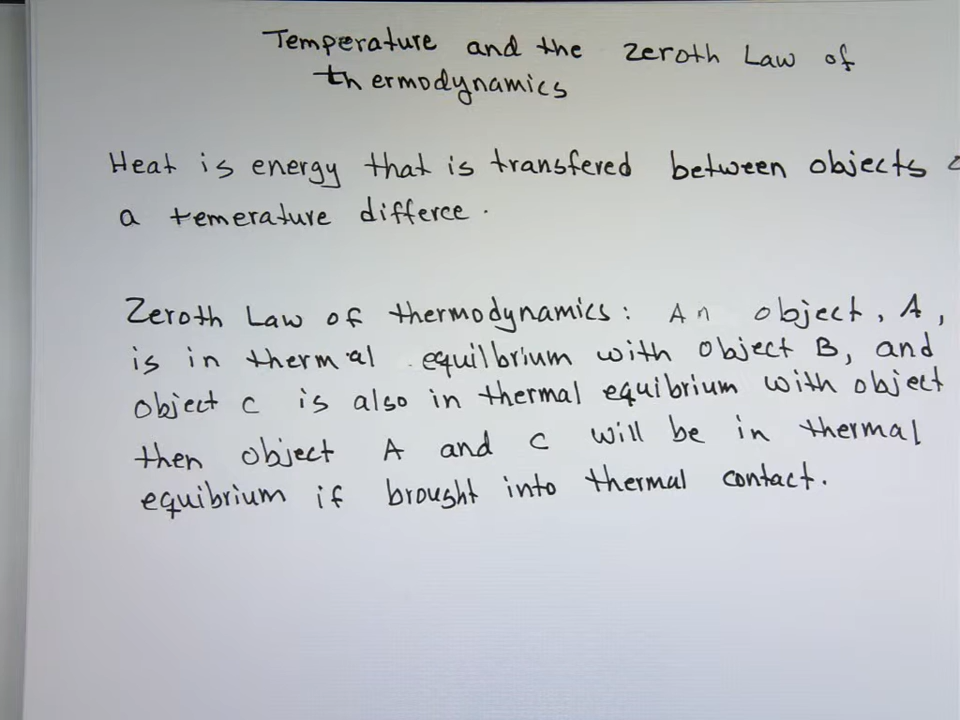 Temperature and the zeroth Law of
thermodynamics
Heat is energy that is transfered between objects
a temerature differce.
Zeroth Law of thermodynamics: An object, A,
is in thermal equilbrium with object B, and
object C is also in thermal equibrium with object
then object A and C will be in thermal
equibrium if brought into thermal contact.